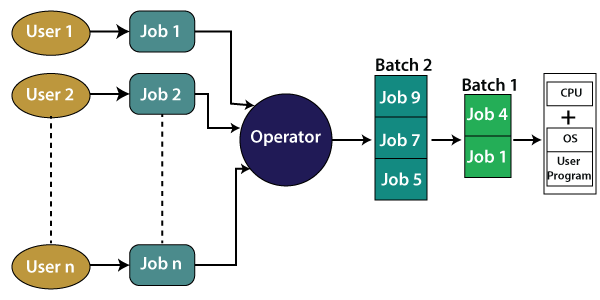 User 1
Job 1
User 2
Job 2
User n
Job n
Operator
Batch 2
Job 9
Job 7
Job 5
Batch 1
Job 4
Job 1
CPU
+
OS
User
Program